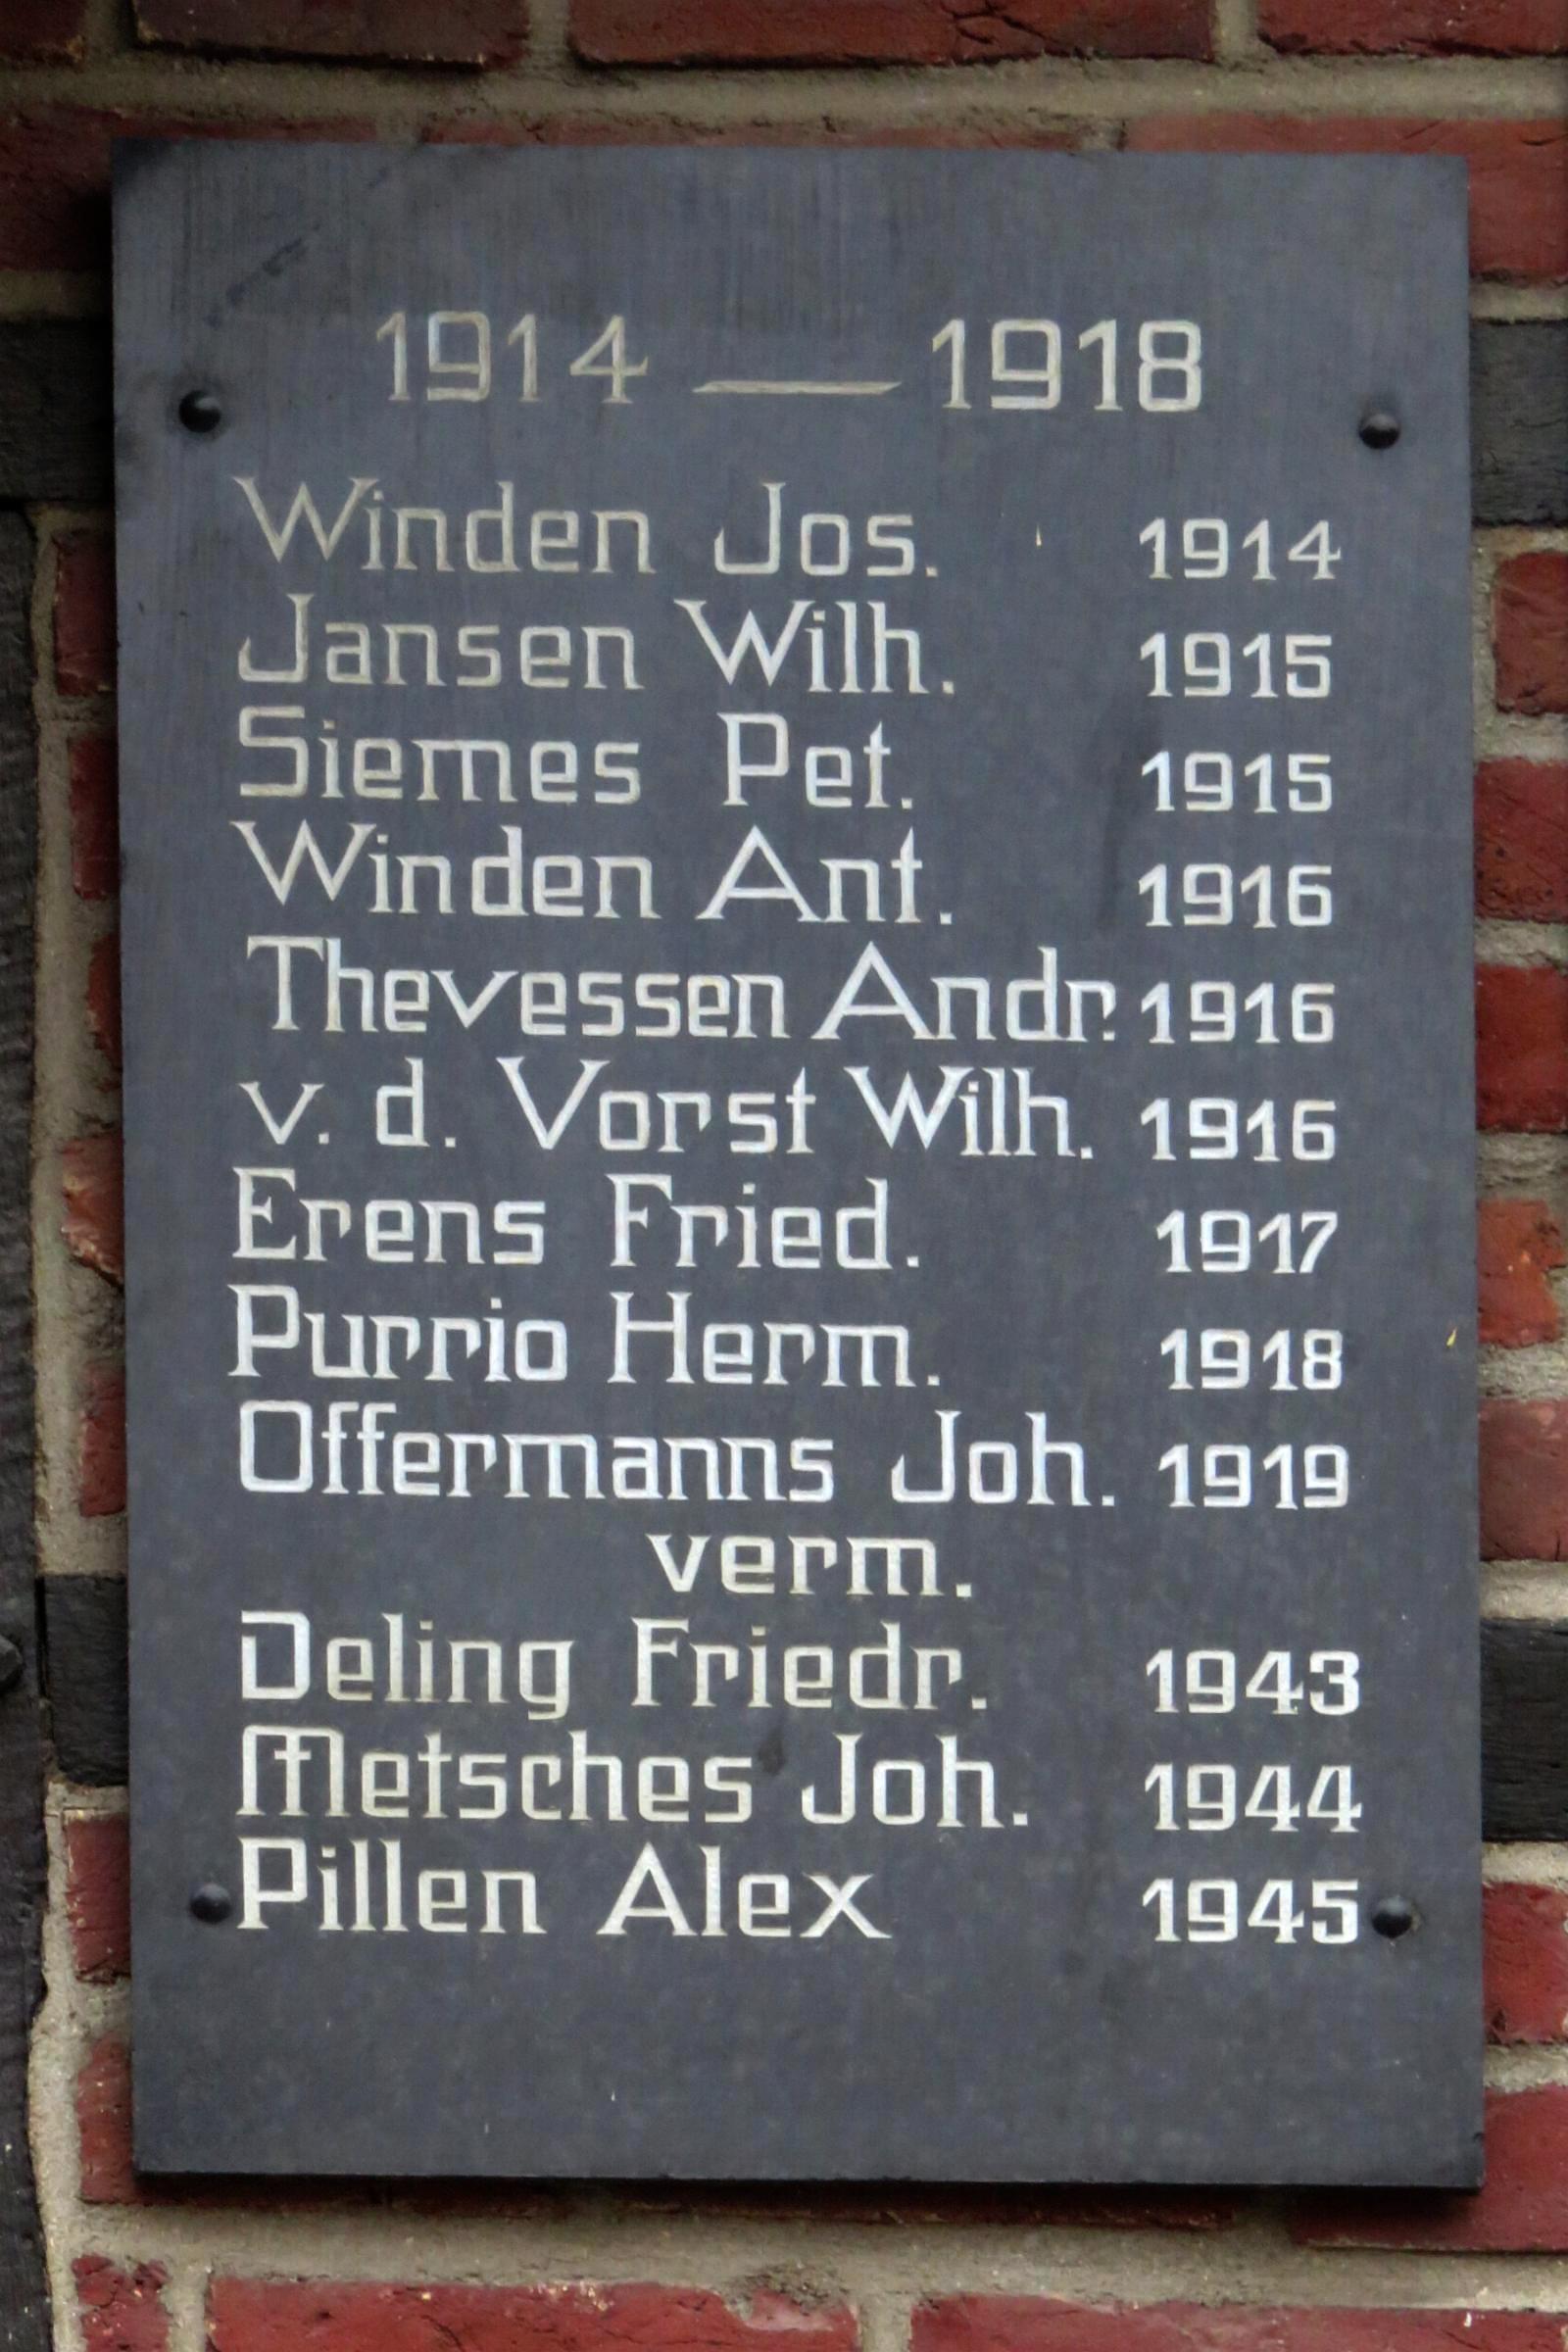 1914 — 1918
Winden Jos. 1914
Jansen Wilh. 1915
Siemes Pet. 1915
Winden Ant. 1916
Thevessen Andr. 1916
v. d. Vorst Wilh. 1916
Erens Fried. 1917
Purrio Herm. 1918
Offermanns Joh. 1919
verm.
Deling Friedr. 1943
Metsches Joh. 1944
Pillen Alex 1945